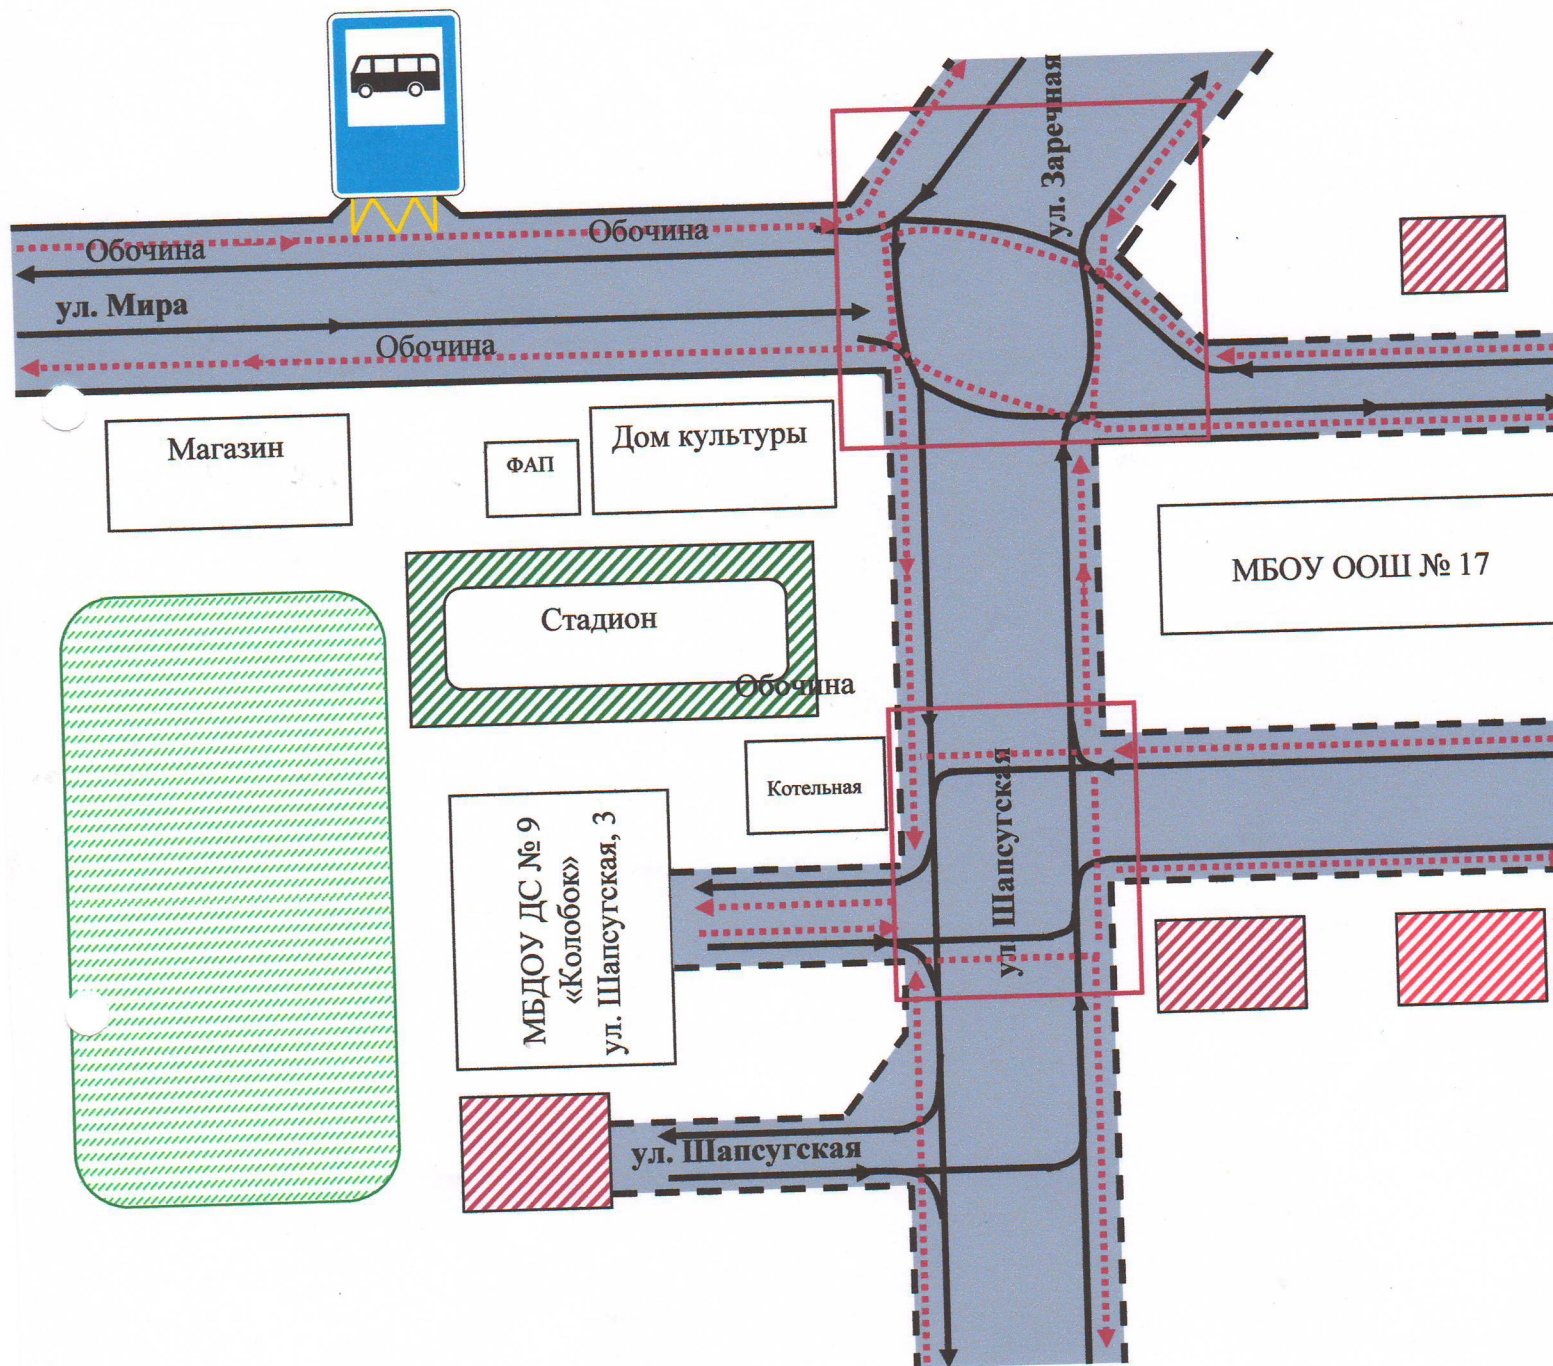 ул. Заречная
Обочина
Обочина
ул. Мира
Обочина
Магазин
ФАП
Дом культуры
МБОУ ООШ № 17
Стадион
Обочина
Котельная
ул. Шапсугская
МБДОУ ДС № 9
«Колобок»
ул. Шапсугская, 3
ул. Шапсугская